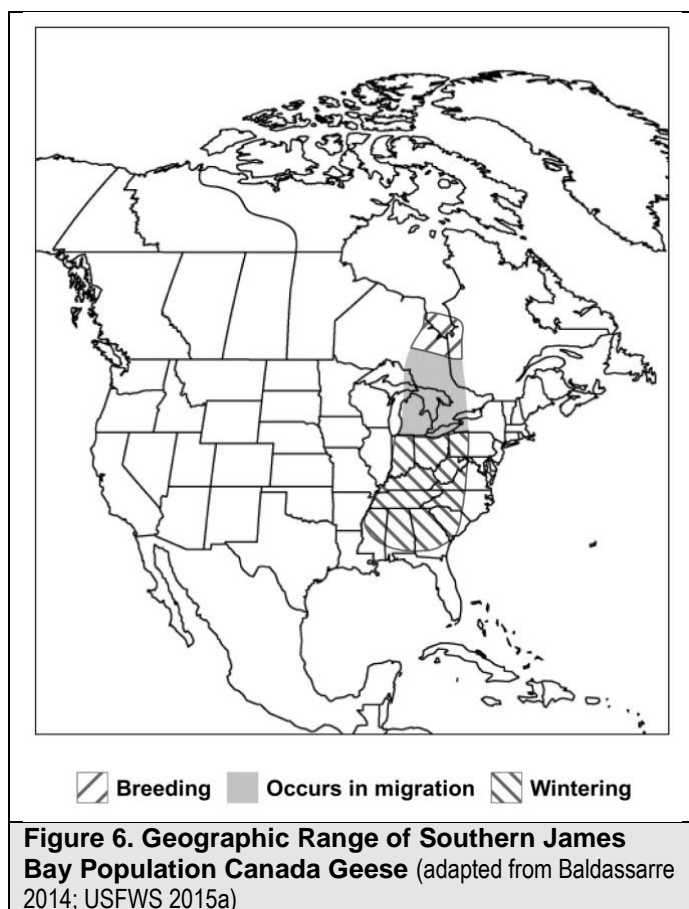 Breeding Occurs in migration Wintering
Figure 6. Geographic Range of Southern James
Bay Population Canada Geese (adapted from Baldassarre
2014; USFWS 2015a)